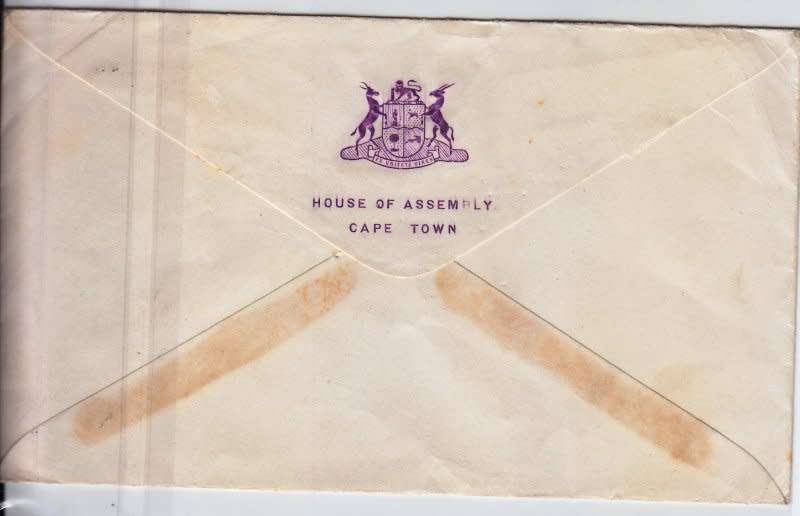 HOUSE OF ASSEMBLY.
CAPE TOWN